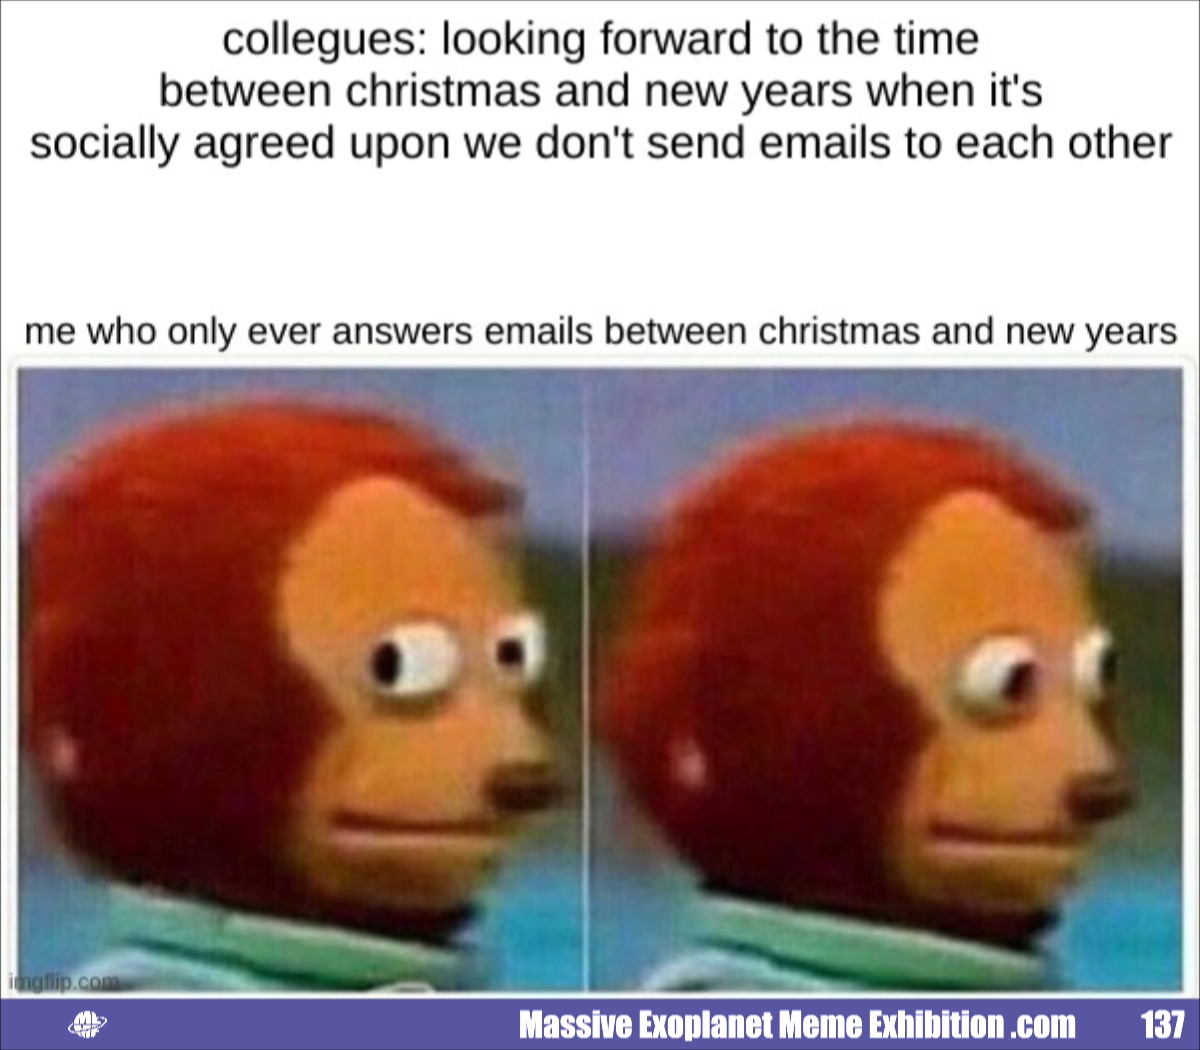 collegues: looking forward to the time
between christmas and new years when it's
socially agreed upon we don't send emails to each other
me who only ever answers emails between christmas and new years
imgflip.com
Massive Exoplanet Meme Exhibition .com
137